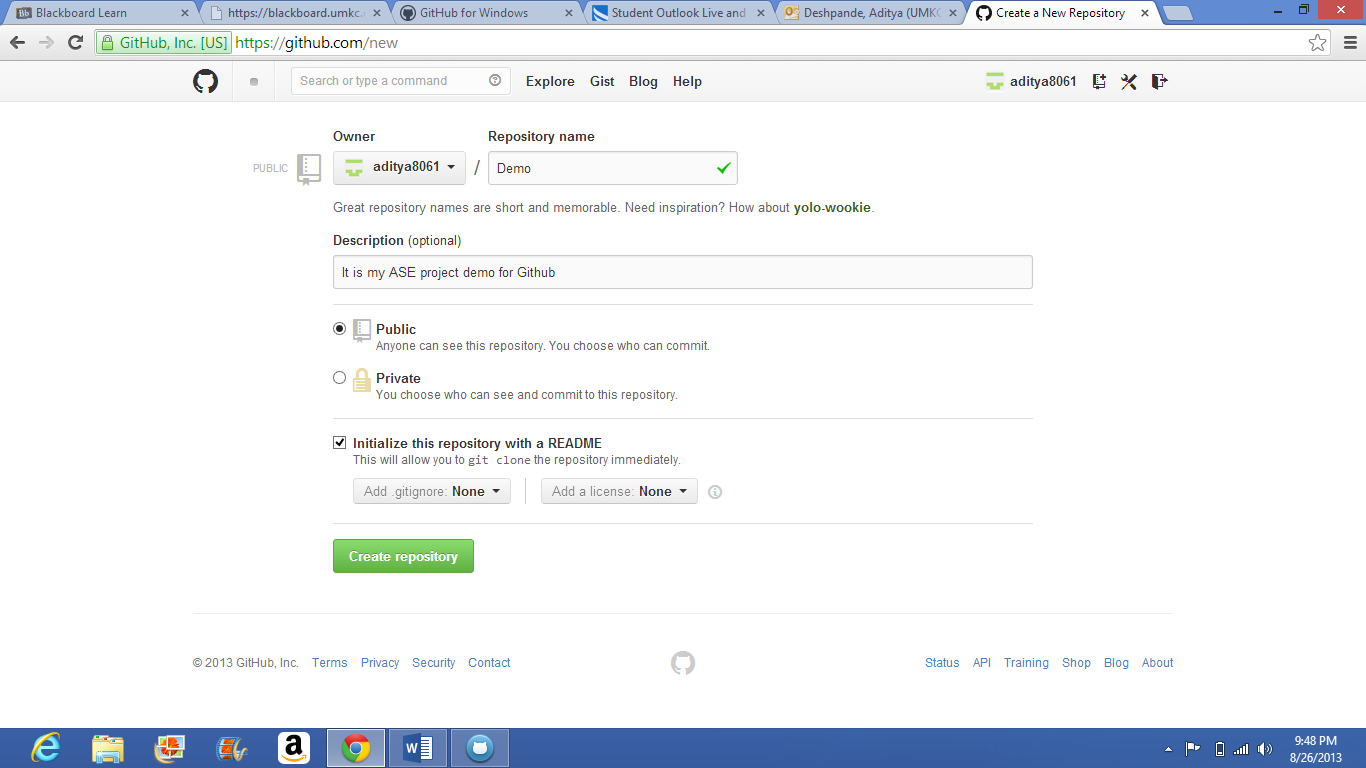 Blackboard Learn
https://blackboard.umkc.
GitHub for Windows
Student Outlook Live and
Deshpande, Aditya (UMKC
Create a New Repository
GitHub, Inc. [US] https://github.com/new
Search or type a command
Explore Gist Blog Help
aditya8061
Owner Repository name
PUBLIC aditya8061 / Demo
Great repository names are short and memorable. Need inspiration? How about yolo-wookie.
Description (optional)
It is my ASE project demo for Github
Public
Anyone can see this repository. You choose who can commit.
Private
You choose who can see and commit to this repository.
Initialize this repository with a README
This will allow you to git clone the repository immediately.
Add .gitignore: None Add a license: None
Create repository
© 2013 GitHub, Inc. Terms Privacy Security Contact Status API Training Shop Blog About
9:48 PM
8/26/2013